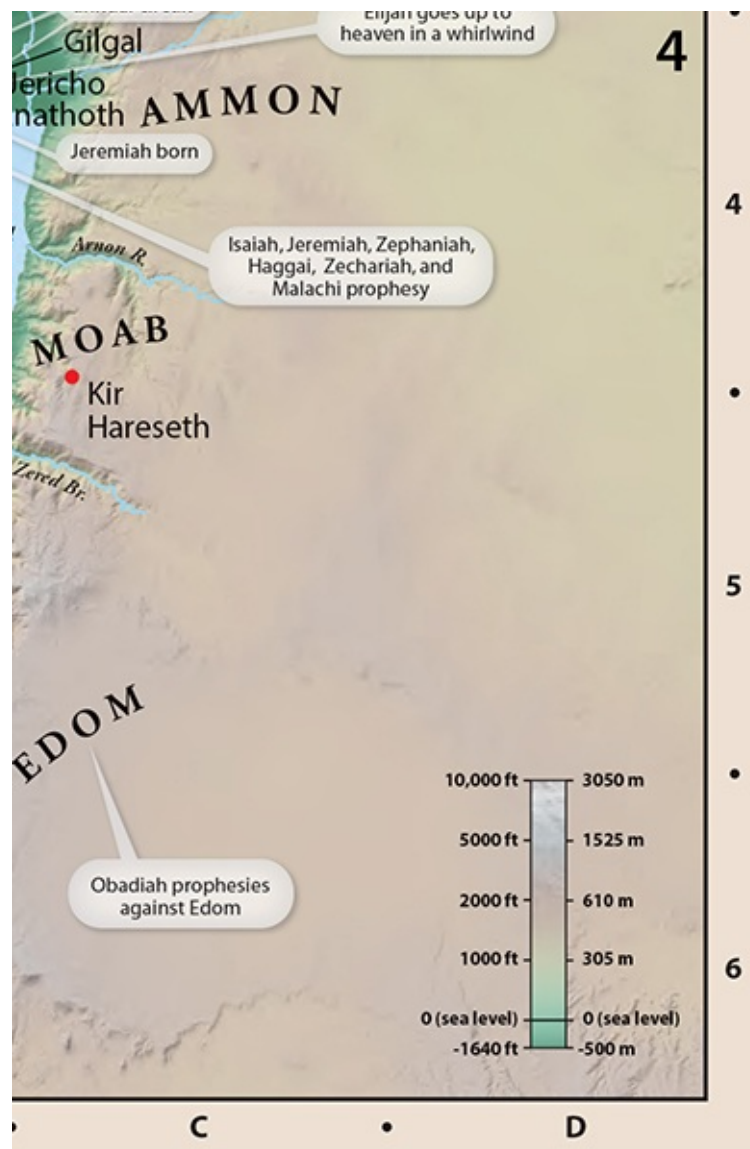 Gilgal
Elijah goes up to
heaven in a whirlwind
4
Jericho
nathoth
AMMON
Jeremiah born
4
Isaiah, Jeremiah, Zephaniah,
Haggai, Zechariah, and
Malachi prophesy
Arnon R.
MOAB
Kir
Hareseth
Zered Br.
5
EDOM
Obadiah prophesies
against Edom
10,000 ft
3050 m
5000 ft
1525 m
2000 ft
610 m
1000 ft
305 m
0 (sea level)
0 (sea level)
-1640 ft
-500 m
6
C
D